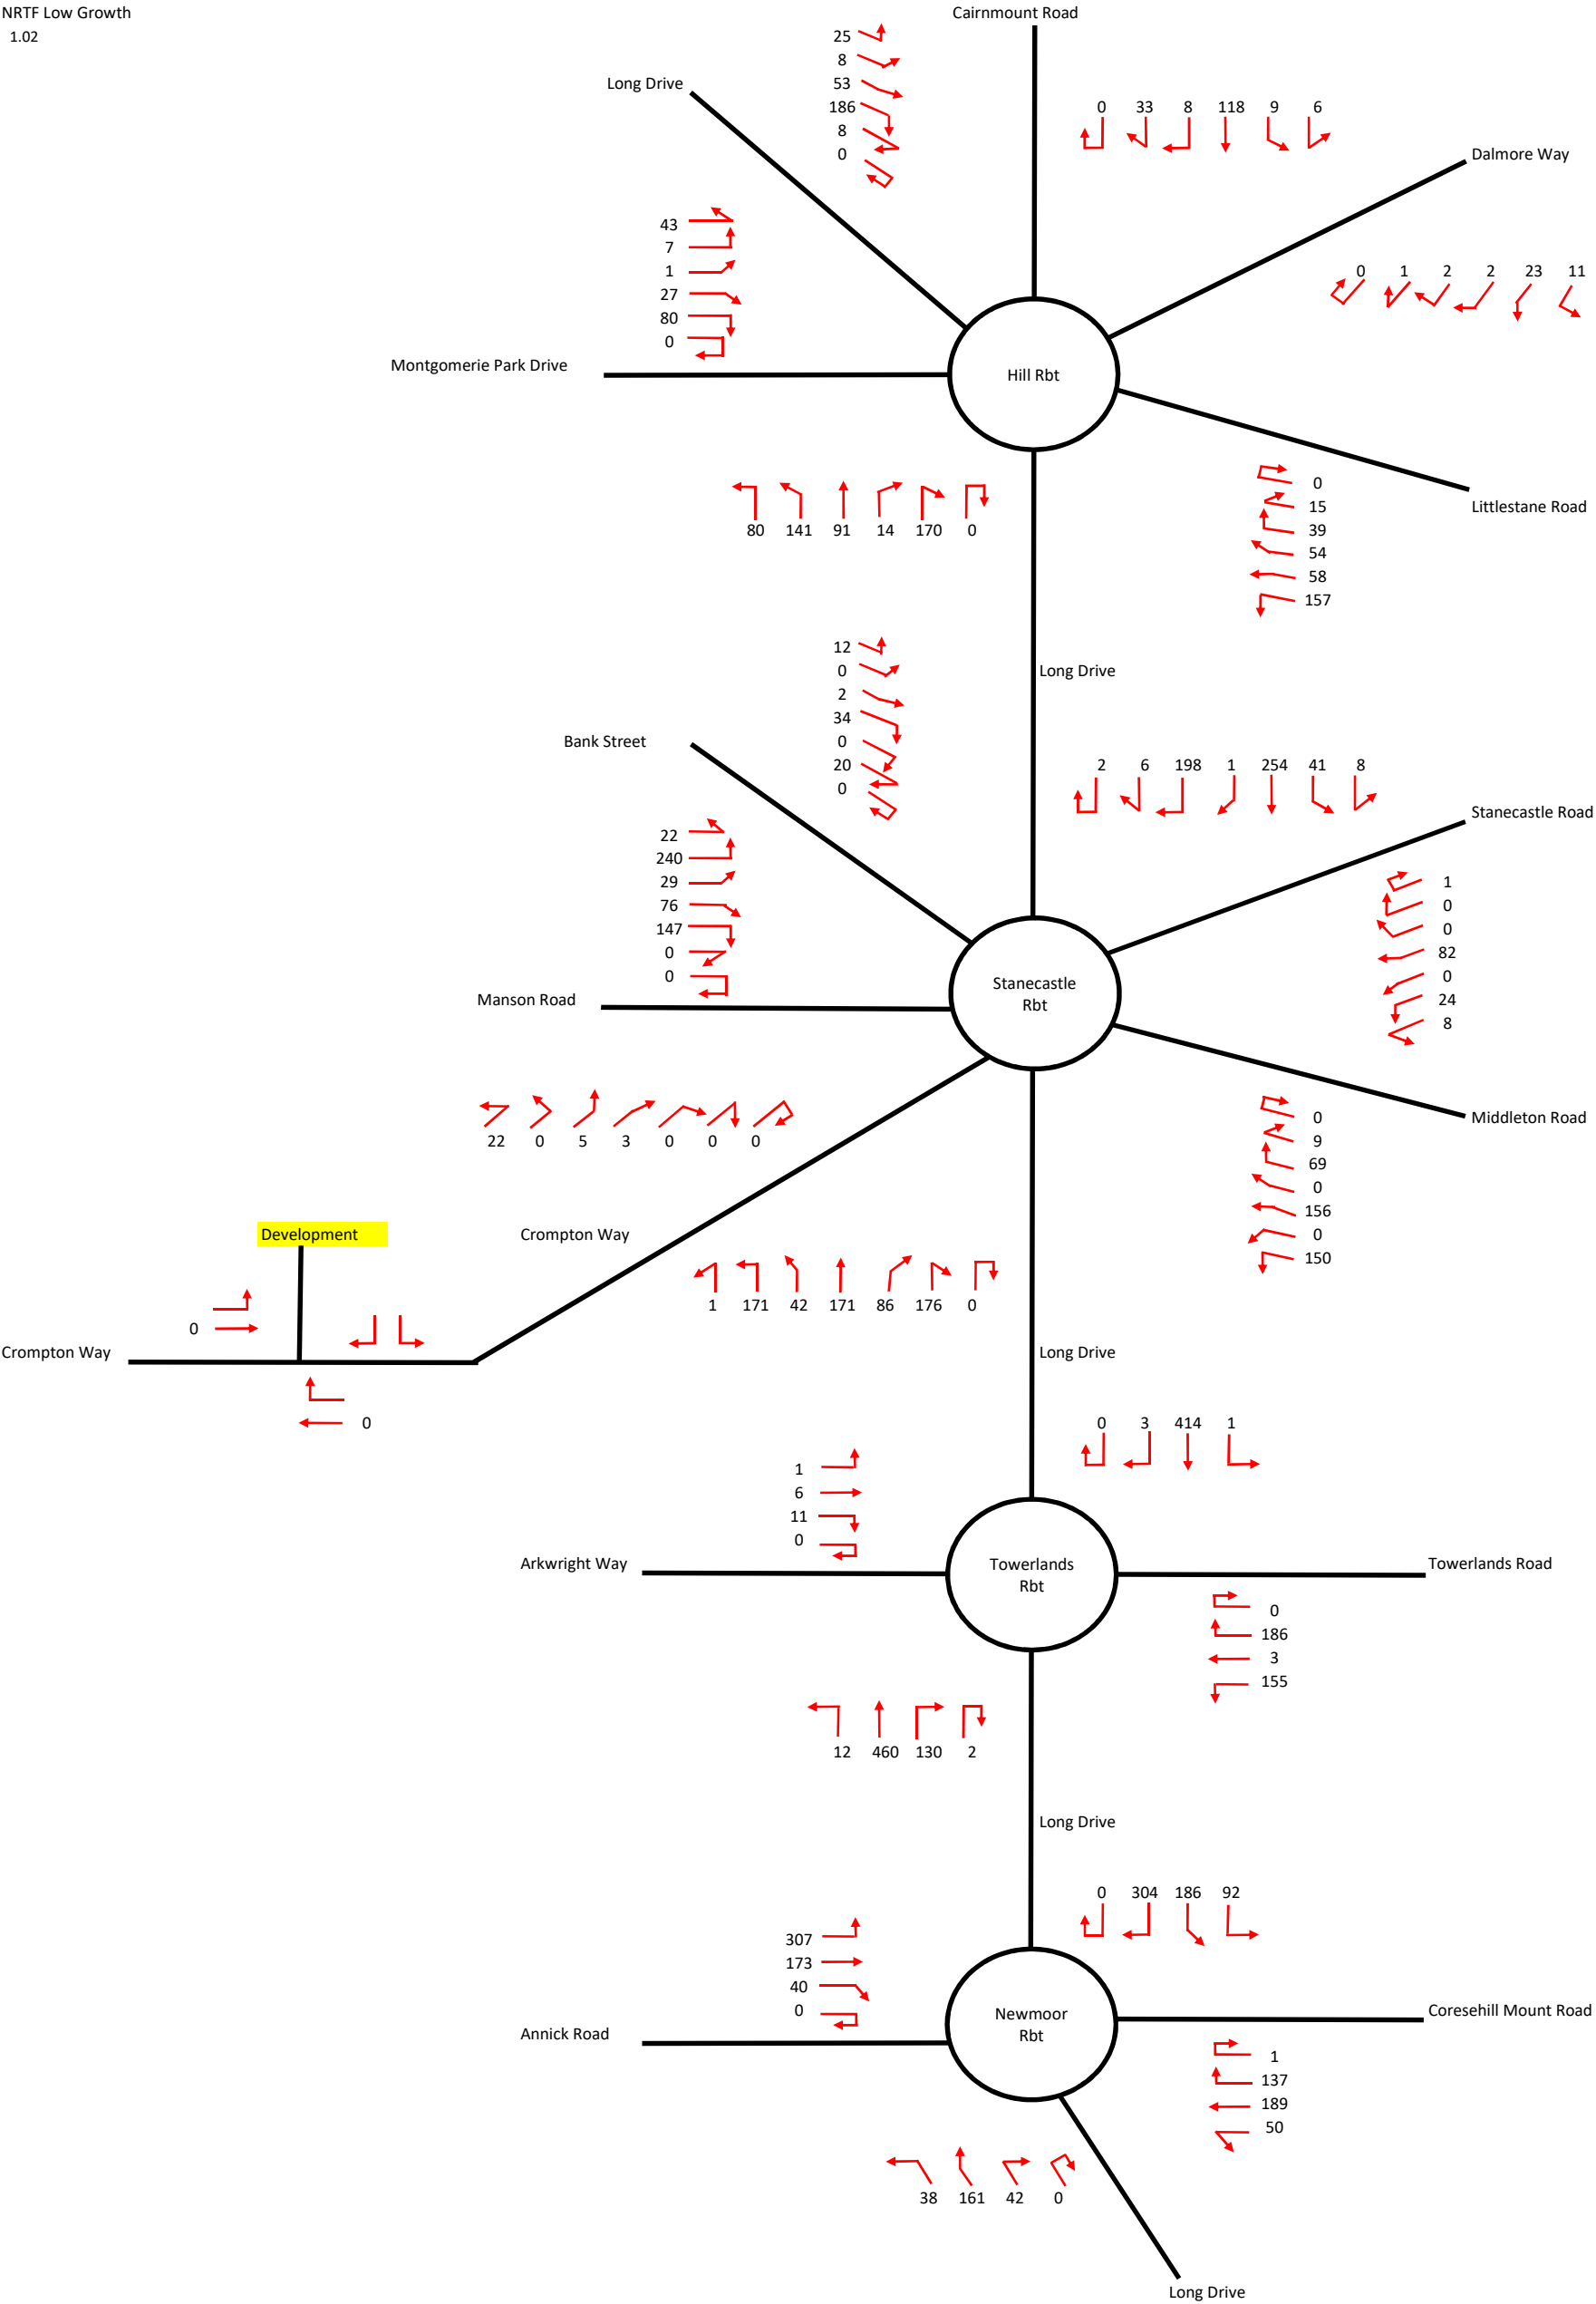 NRTF Low Growth
1.02
Cairnmount Road
Long Drive
25
8
53
186
8
0
0 33 8 118 9 6
Dalmore Way
43
7
1
27
80
0
0 1 2 2 23 11
Montgomerie Park Drive
Hill Rbt
80 141 91 14 170 0
0
15
39
54
58
157
Littlestane Road
Long Drive
12
0
2
34
0
20
0
Bank Street
2 6 198 1 254 41 8
Stanecastle Road
22
240
29
76
147
0
0
1
0
0
82
0
24
8
Manson Road
Stanecastle
Rbt
22 0 5 3 0 0 0
0
9
69
0
156
0
150
Middleton Road
Development
Crompton Way
1 171 42 171 86 176 0
0
Crompton Way
0
Long Drive
0 3 414 1
1
6
11
0
Arkwright Way
Towerlands
Rbt
Towerlands Road
0
186
3
155
12 460 130 2
Long Drive
0 304 186 92
307
173
40
0
Annick Road
Newmoor
Rbt
Coresehill Mount Road
1
137
189
50
38 161 42 0
Long Drive